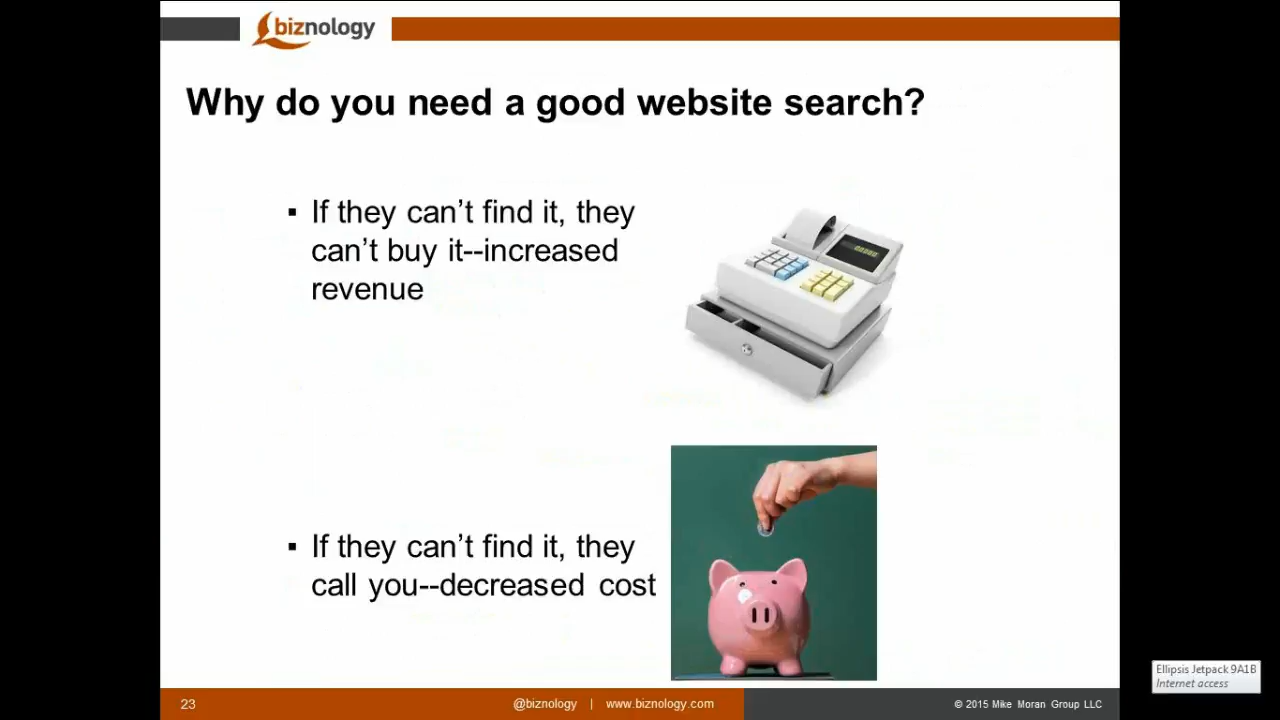 biznology
Why do you need a good website search?
▪ If they can’t find it, they
can’t buy it--increased
revenue
▪ If they can’t find it, they
call you--decreased cost
Ellipsis Jetpack 9A1B
Internet access
23
@biznology | www.biznology.com
© 2015 Mike Moran Group LLC